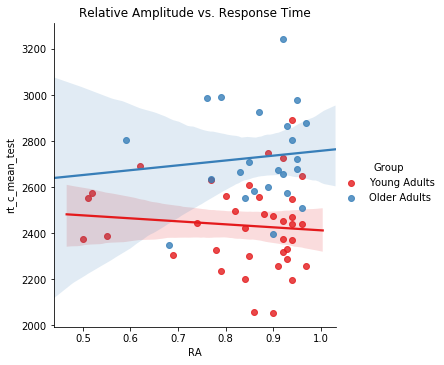 Relative Amplitude vs. Response Time
3200
3000
2800
2600
2400
2200
2000
rt_c_mean_test
0.5 0.6 0.7 0.8 0.9 1.0
RA
Group
Young Adults
Older Adults